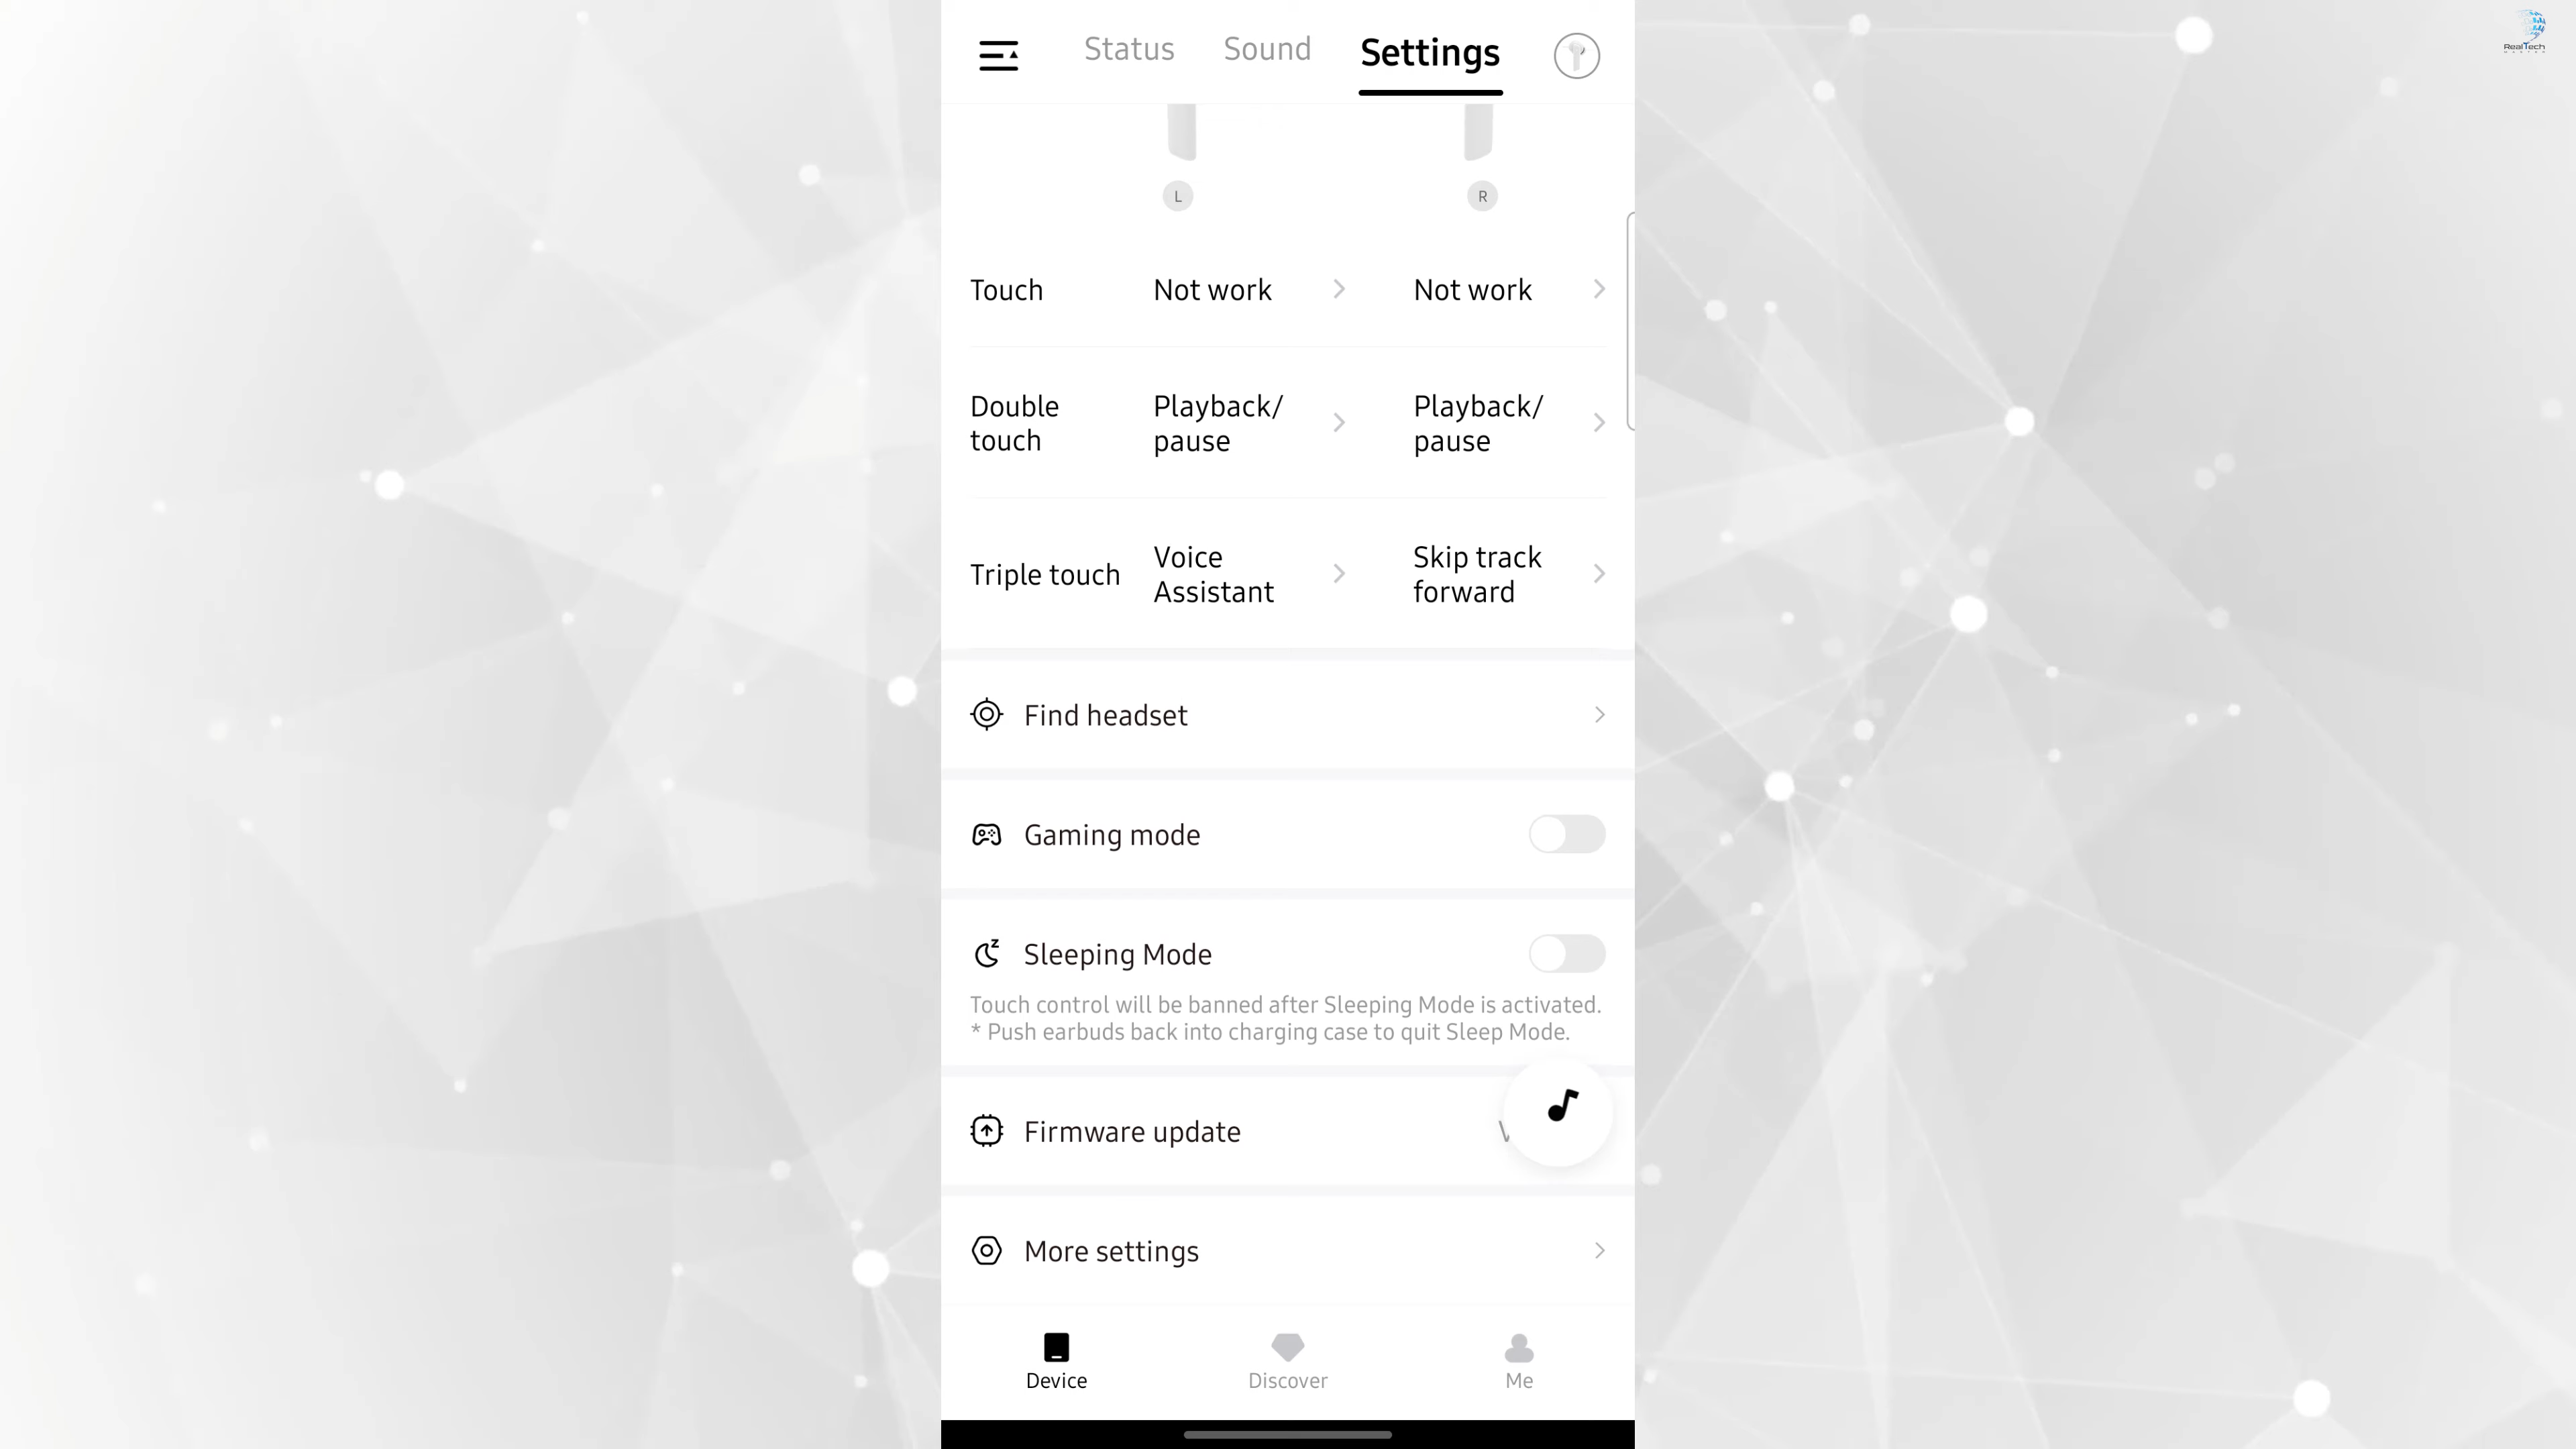 Status Sound Settings
RealTech
L R
Touch Not work Not work
Double Playback/ Playback/
touch pause pause
Triple touch Voice Skip track
Assistant forward
Find headset
Gaming mode
Sleeping Mode
Touch control will be banned after Sleeping Mode is activated.
* Push earbuds back into charging case to quit Sleep Mode.
Firmware update
More settings
Device Discover Me